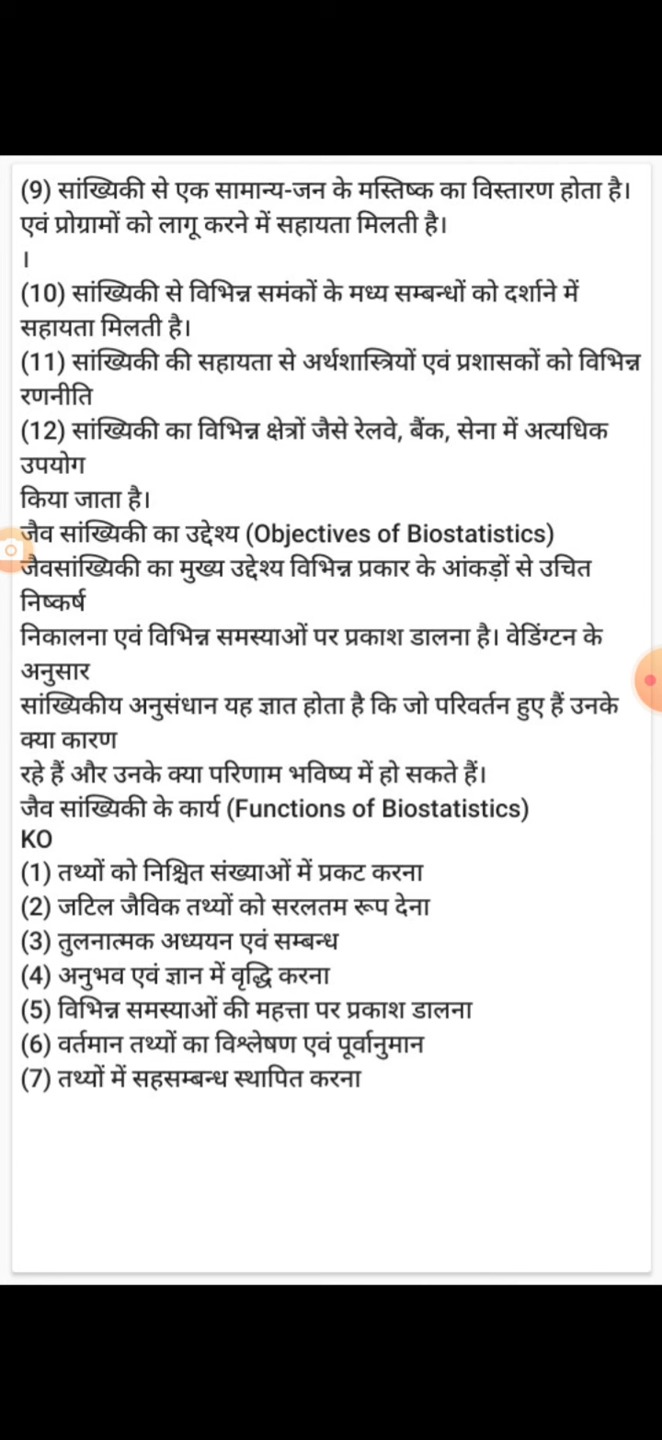 (9) सांख्यिकी से एक सामान्य-जन के मस्तिष्क का विस्तारण होता है।
एवं प्रोग्रामों को लागू करने में सहायता मिलती है।
।
(10) सांख्यिकी से विभिन्न समंकों के मध्य सम्बन्धों को दर्शाने में
सहायता मिलती है।
(11) सांख्यिकी की सहायता से अर्थशास्त्रियों एवं प्रशासकों को विभिन्न
रणनीति
(12) सांख्यिकी का विभिन्न क्षेत्रों जैसे रेलवे, बैंक, सेना में अत्यधिक
उपयोग
किया जाता है।
जैव सांख्यिकी का उद्देश्य (Objectives of Biostatistics)
जैवसांख्यिकी का मुख्य उद्देश्य विभिन्न प्रकार के आंकड़ों से उचित
निष्कर्ष
निकालना एवं विभिन्न समस्याओं पर प्रकाश डालना है। वेडिंग्टन के
अनुसार
सांख्यिकीय अनुसंधान यह ज्ञात होता है कि जो परिवर्तन हुए हैं उनके
क्या कारण
रहे हैं और उनके क्या परिणाम भविष्य में हो सकते हैं।
जैव सांख्यिकी के कार्य (Functions of Biostatistics)
KO
(1) तथ्यों को निश्चित संख्याओं में प्रकट करना
(2) जटिल जैविक तथ्यों को सरलतम रूप देना
(3) तुलनात्मक अध्ययन एवं सम्बन्ध
(4) अनुभव एवं ज्ञान में वृद्धि करना
(5) विभिन्न समस्याओं की महत्ता पर प्रकाश डालना
(6) वर्तमान तथ्यों का विश्लेषण एवं पूर्वानुमान
(7) तथ्यों में सहसम्बन्ध स्थापित करना